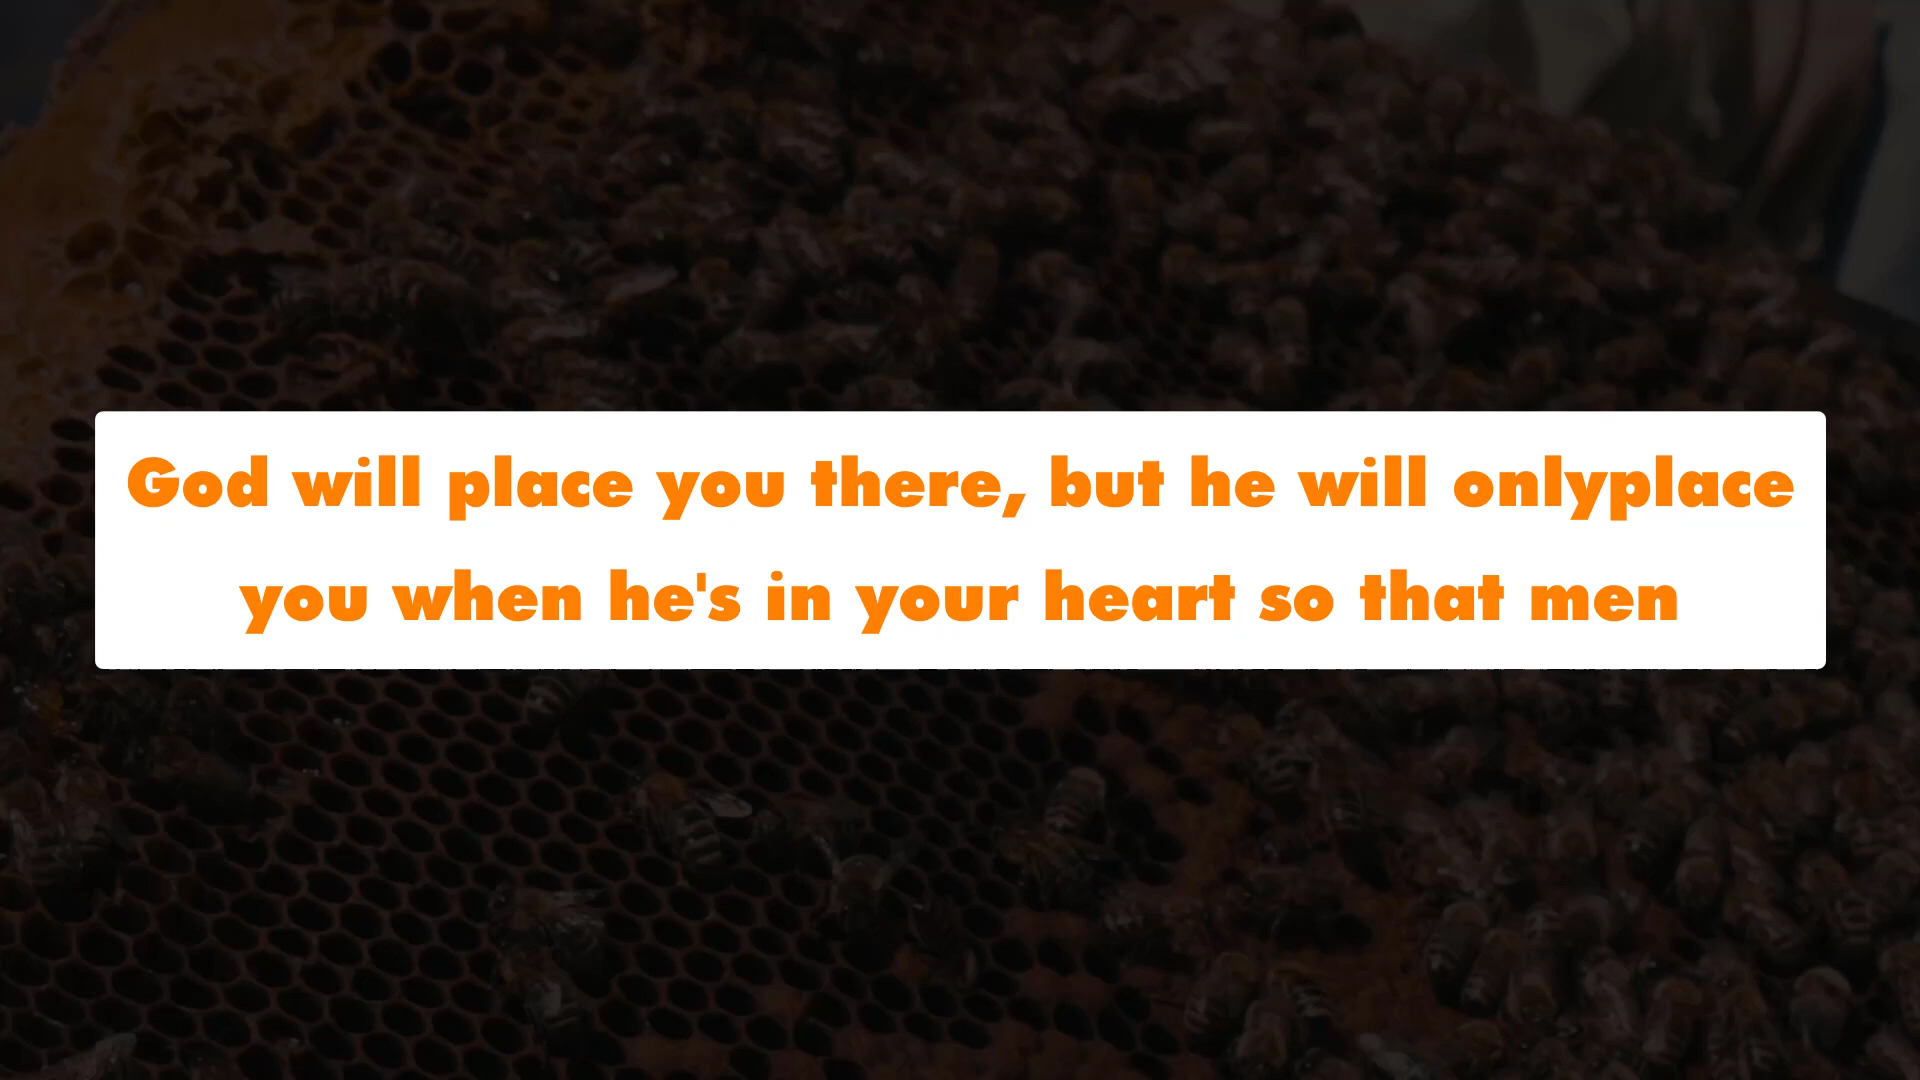 God will place you there, but he will onlyplace
you when he's in your heart so that men